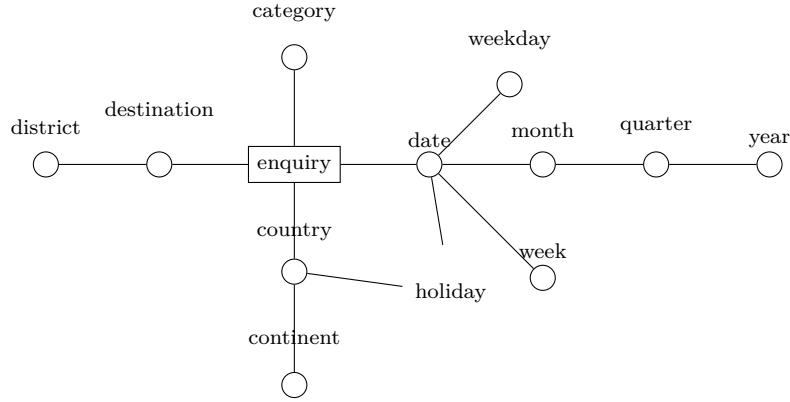 category
weekday
destination
district
quarter
month
year
date
enquiry
country
week
holiday
continent